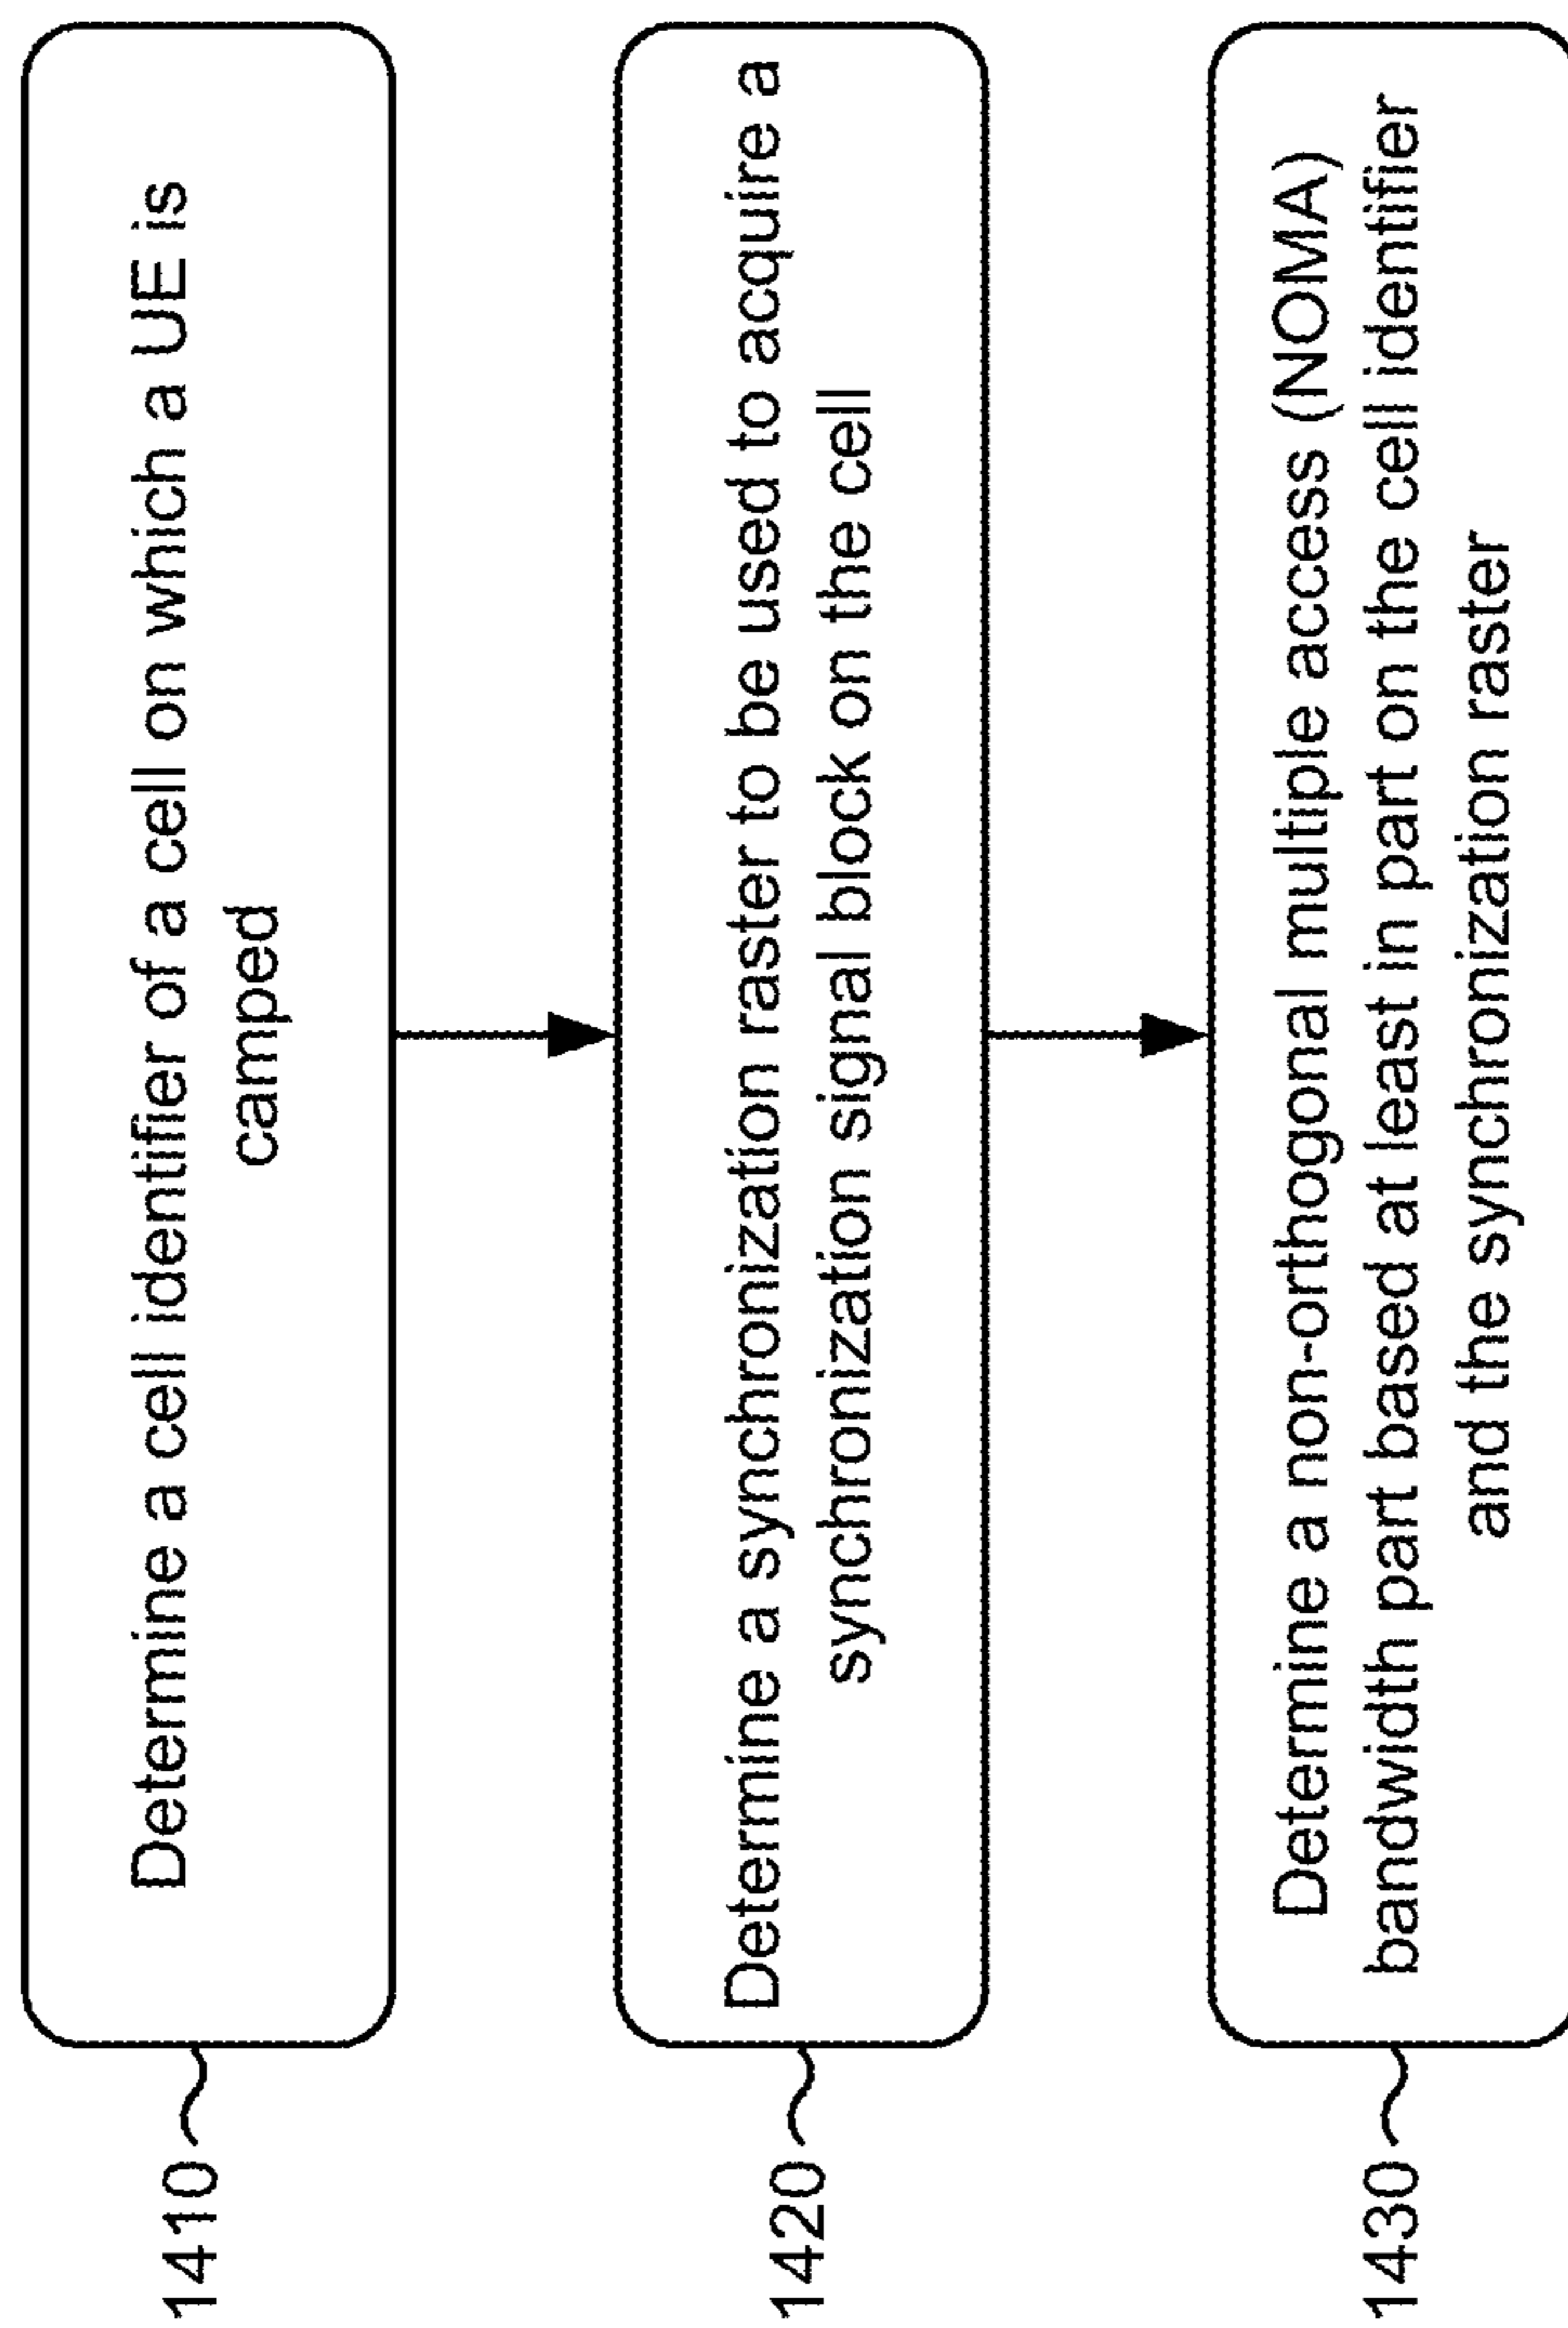 1410
Determine a cell identifier of a cell on which a UE is
camped
1420
Determine a synchronization raster to be used to acquire a
synchronization signal block on the cell
1430
Determine a non-orthogonal multiple access (NOMA)
bandwidth part based at least in part on the cell identifier
and the synchronization raster